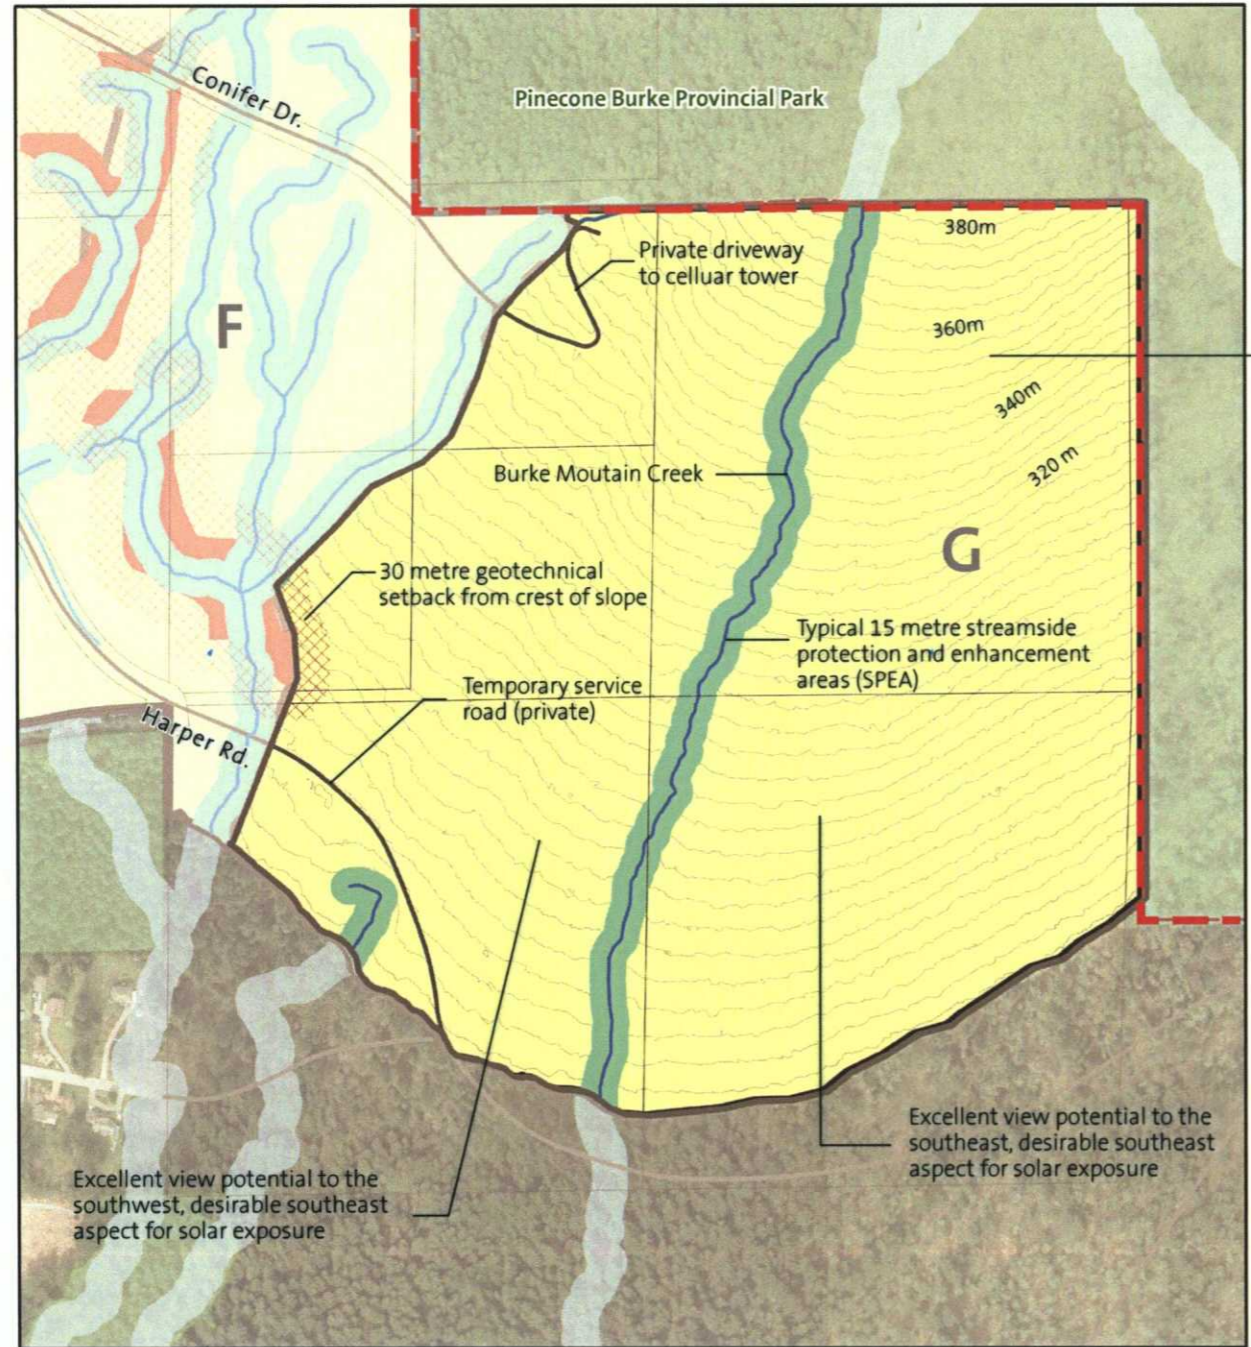 Conifer Dr.
Pinecone Burke Provincial Park
380m
Private driveway
to celluar tower
F
360m
340m
320 m
Burke Moutain Creek
G
30 metre geotechnical
setback from crest of slope
Typical 15 metre streamside
protection and enhancement
areas (SPEA)
Temporary service
road (private)
Harper Rd.
Excellent view potential to the
southeast, desirable southeast
aspect for solar exposure
Excellent view potential to the
southwest, desirable southeast
aspect for solar exposure